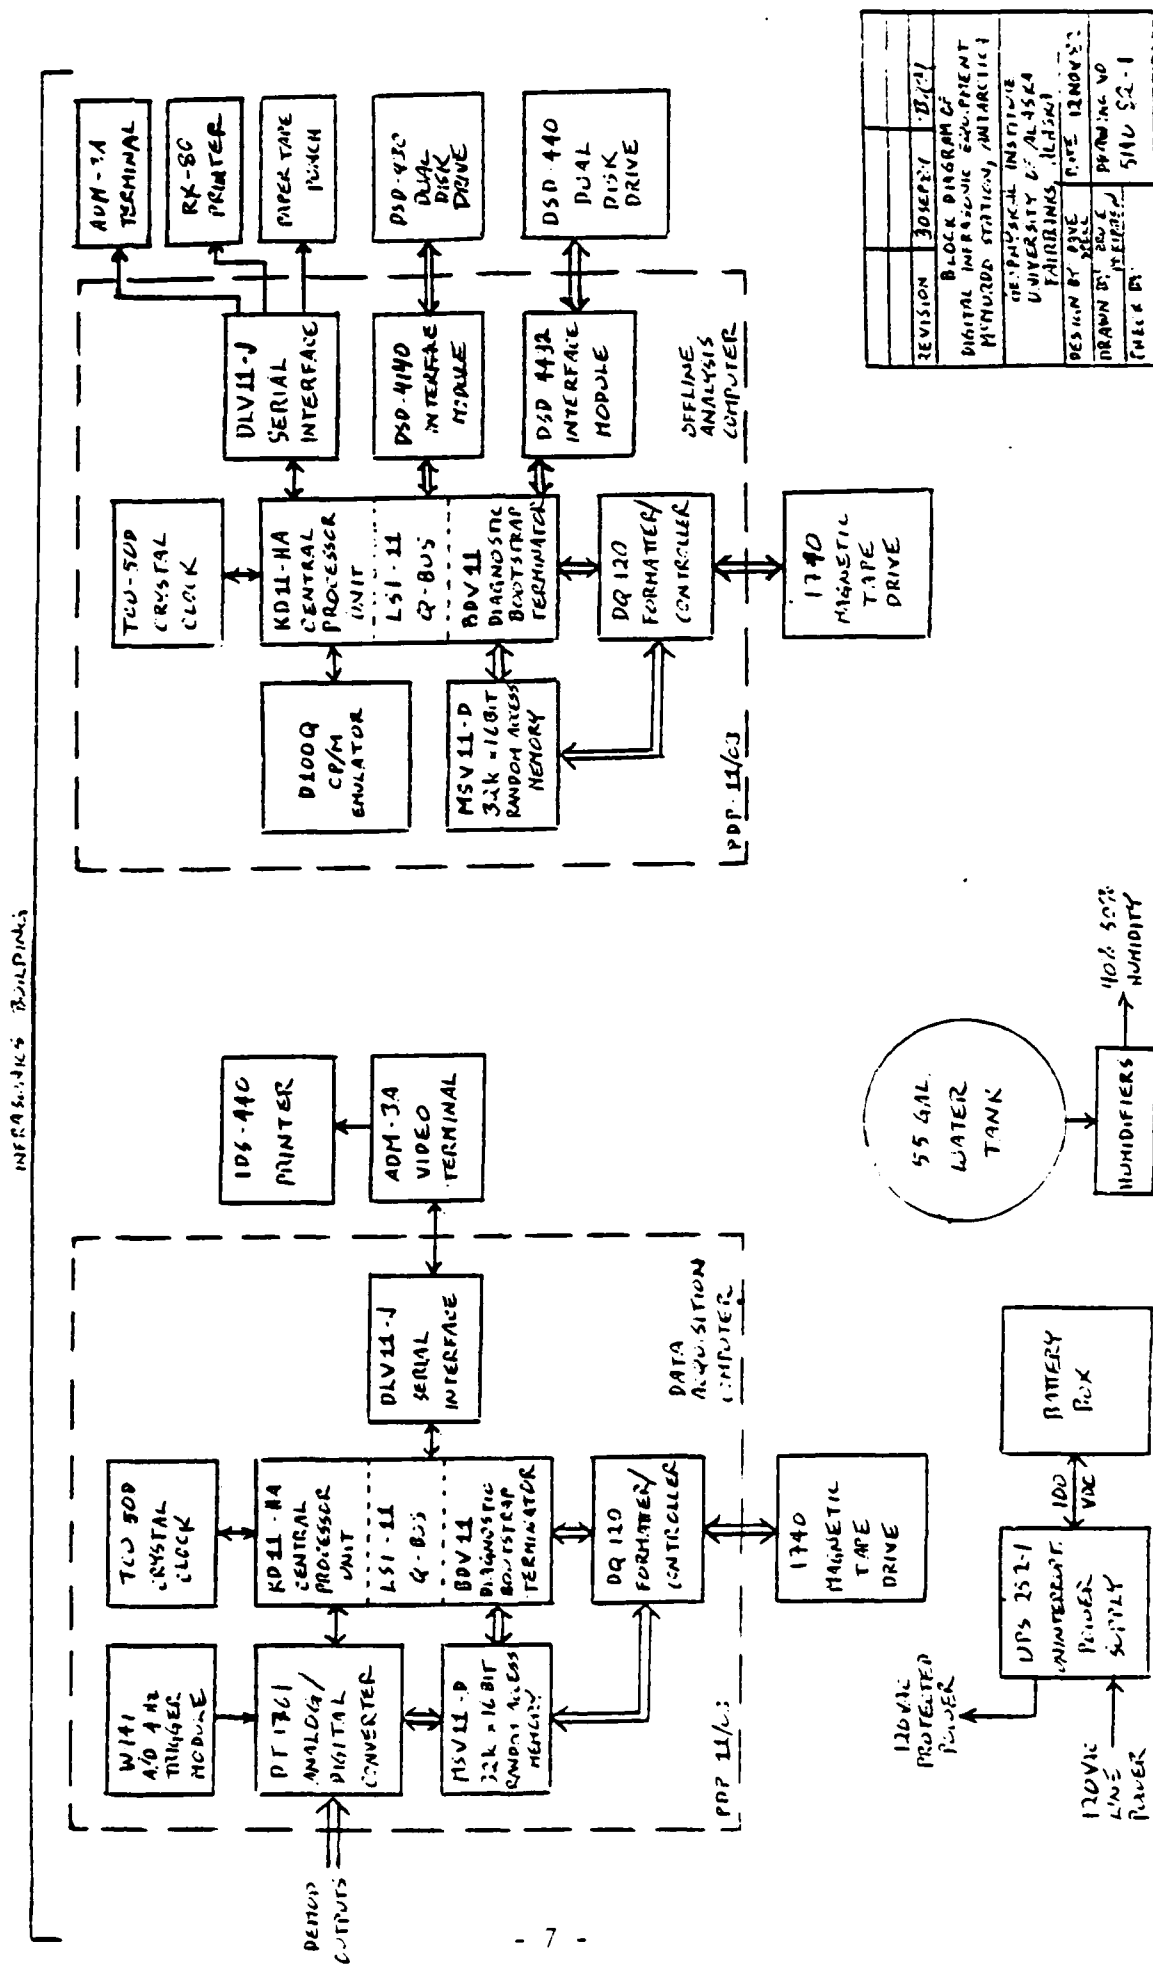 INFRASONICS BUILDING
DEMOD
OUTPUTS
W141
A/D 4 HZ
TRIGGER
MODULE
DT 1761
ANALOG/
DIGITAL
CONVERTER
MSV11-D
32K × 16BIT
RANDOM ACCESS
MEMORY
PDP 11/03
TCU 50D
CRYSTAL
CLOCK
KD11-HA
CENTRAL
PROCESSOR
UNIT
LSI-11
Q-BUS
BDV11
DIAGNOSTIC
BOOTSTRAP
TERMINATOR
DQ 120
FORMATTER/
CONTROLLER
1740
MAGNETIC
TAPE
DRIVE
DLV11-J
SERIAL
INTERFACE
DATA
ACQUISITION
COMPUTER
IDS-440
PRINTER
ADM-3A
VIDEO
TERMINAL
120VAC
PROTECTED
POWER
120VAC
LINE
POWER
UPS 252-1
UNINTERRUPT.
POWER
SUPPLY
100
VDC
BATTERY
BOX
55 GAL.
WATER
TANK
HUMIDIFIERS
40% 50%
HUMIDITY
D100Q
CP/M
EMULATOR
MSV11-D
32K × 16BIT
RANDOM ACCESS
MEMORY
PDP-11/03
TCU-50D
CRYSTAL
CLOCK
KD11-HA
CENTRAL
PROCESSOR
UNIT
LSI-11
Q-BUS
BDV11
DIAGNOSTIC
BOOTSTRAP
TERMINATOR
DQ 120
FORMATTER/
CONTROLLER
1740
MAGNETIC
TAPE
DRIVE
DLV11-J
SERIAL
INTERFACE
DSD-4140
INTERFACE
MODULE
DSD 4432
INTERFACE
MODULE
OFFLINE
ANALYSIS
COMPUTER
ADM-3A
TERMINAL
RX-80
PRINTER
PAPER TAPE
PUNCH
DSD-430
DUAL
DISK
DRIVE
DSD-440
DUAL
DISK
DRIVE
REVISION 30SEP81
BLOCK DIAGRAM OF
DIGITAL INFRASONIC EQUIPMENT
McMURDO STATION, ANTARCTICA
GEOPHYSICAL INSTITUTE
UNIVERSITY OF ALASKA
FAIRBANKS, ALASKA
DESIGN BY DAVE
DATE 12NOV
DRAWN BY
DRAWING NO
CHECK BY
- 7 -